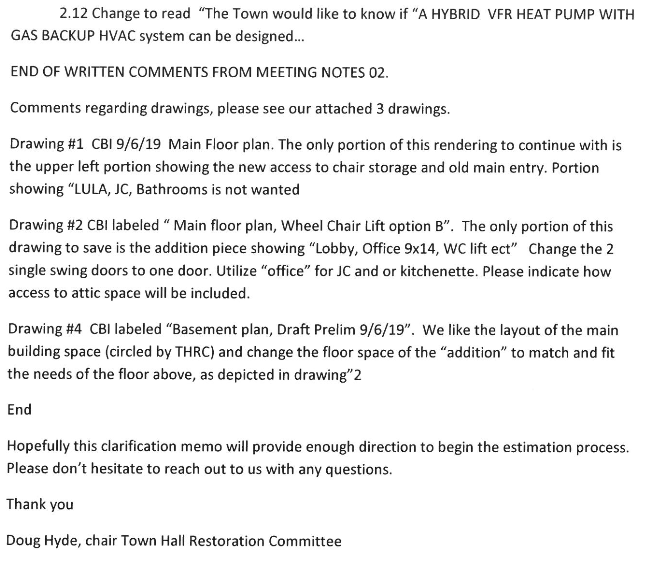 2.12 Change to read “The Town would like to know if “A HYBRID VFR HEAT PUMP WITH
GAS BACKUP HVAC system can be designed…
END OF WRITTEN COMMENTS FROM MEETING NOTES 02.
Comments regarding drawings, please see our attached 3 drawings.
Drawing #1 CBI 9/6/19 Main Floor plan. The only portion of this rendering to continue with is
the upper left portion showing the new access to chair storage and old main entry. Portion
showing “LULA, JC, Bathrooms is not wanted
Drawing #2 CBI labeled “ Main floor plan, Wheel Chair Lift option B”. The only portion of this
drawing to save is the addition piece showing “Lobby, Office 9x14, WC lift ect” Change the 2
single swing doors to one door. Utilize “office” for JC and or kitchenette. Please indicate how
access to attic space will be included.
Drawing #4 CBI labeled “Basement plan, Draft Prelim 9/6/19”. We like the layout of the main
building space (circled by THRC) and change the floor space of the “addition” to match and fit
the needs of the floor above, as depicted in drawing”2
End
Hopefully this clarification memo will provide enough direction to begin the estimation process.
Please don’t hesitate to reach out to us with any questions.
Thank you
Doug Hyde, chair Town Hall Restoration Committee